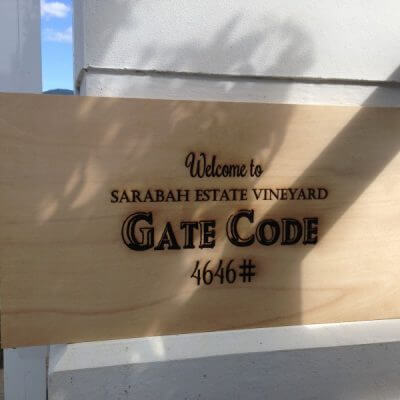 Welcome to
SARABAH ESTATE VINEYARD
GATE CODE
4646#